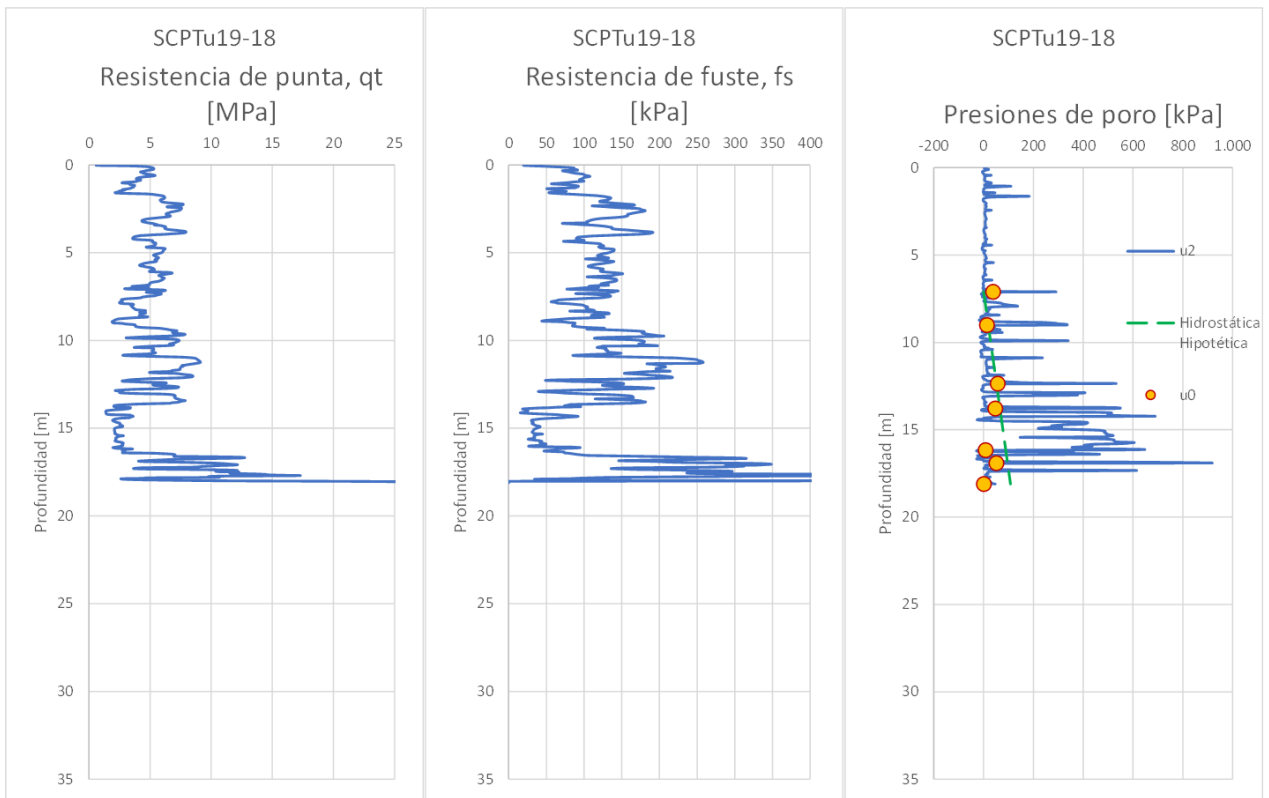 SCPTu19-18
Resistencia de punta, qt
[MPa]
0 5 10 15 20 25
0
5
10
15
20
25
30
35
Profundidad [m]
SCPTu19-18
Resistencia de fuste, fs
[kPa]
0 50 100 150 200 250 300 350 400
0
5
10
15
20
25
30
35
Profundidad [m]
SCPTu19-18
Presiones de poro [kPa]
-200 0 200 400 600 800 1.000
0
5
10
15
20
25
30
35
Profundidad [m]
u2
Hidrostática
Hipotética
u0